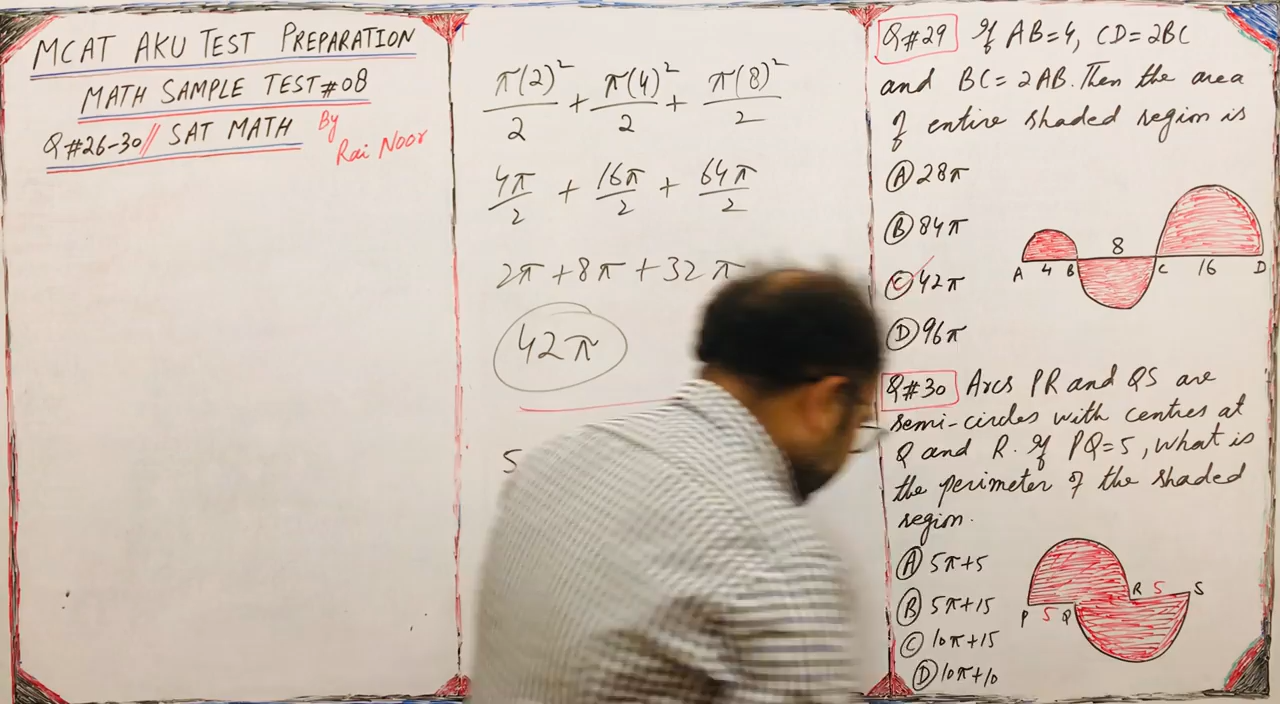 MCAT AKU TEST PREPARATION
MATH SAMPLE TEST#08
Q#26-30// SAT MATH
By
Rai Noor
π(2)²/2 + π(4)²/2 + π(8)²/2
4π/2 + 16π/2 + 64π/2
2π+8π+32π
42π
5
Q#29 If AB=4, CD=2BC
and BC=2AB. Then the area
of entire shaded region is
Ⓐ 28π
Ⓑ 84π
Ⓒ 42π
Ⓓ 96π
8
A 4 B C 16 D
Q#30 Arcs PR and QS are
semi-circles with centres at
Q and R. If PQ=5, what is
the perimeter of the shaded
region.
Ⓐ 5π+5
Ⓑ 5π+15
Ⓒ 10π+15
Ⓓ 10π+10
R 5 S
P 5 Q